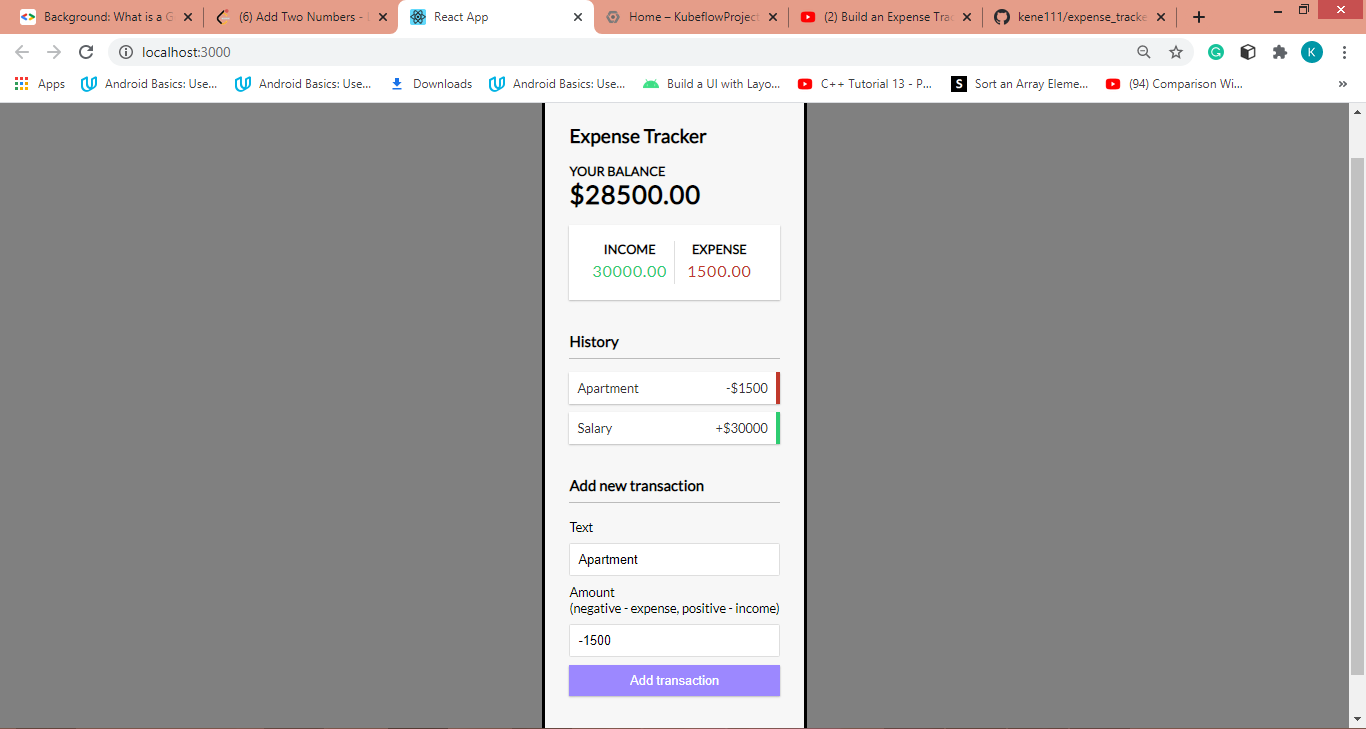 Background: What is a G
(6) Add Two Numbers -
React App
Home – KubeflowProject
(2) Build an Expense Trac
kene111/expense_tracke
localhost:3000
K
Apps
Android Basics: Use...
Android Basics: Use...
Downloads
Android Basics: Use...
Build a UI with Layo...
C++ Tutorial 13 - P...
S
Sort an Array Eleme...
(94) Comparison Wi...
»
Expense Tracker
YOUR BALANCE
$28500.00
INCOME EXPENSE
30000.00 1500.00
History
Apartment -$1500
Salary +$30000
Add new transaction
Text
Apartment
Amount
(negative - expense, positive - income)
-1500
Add transaction